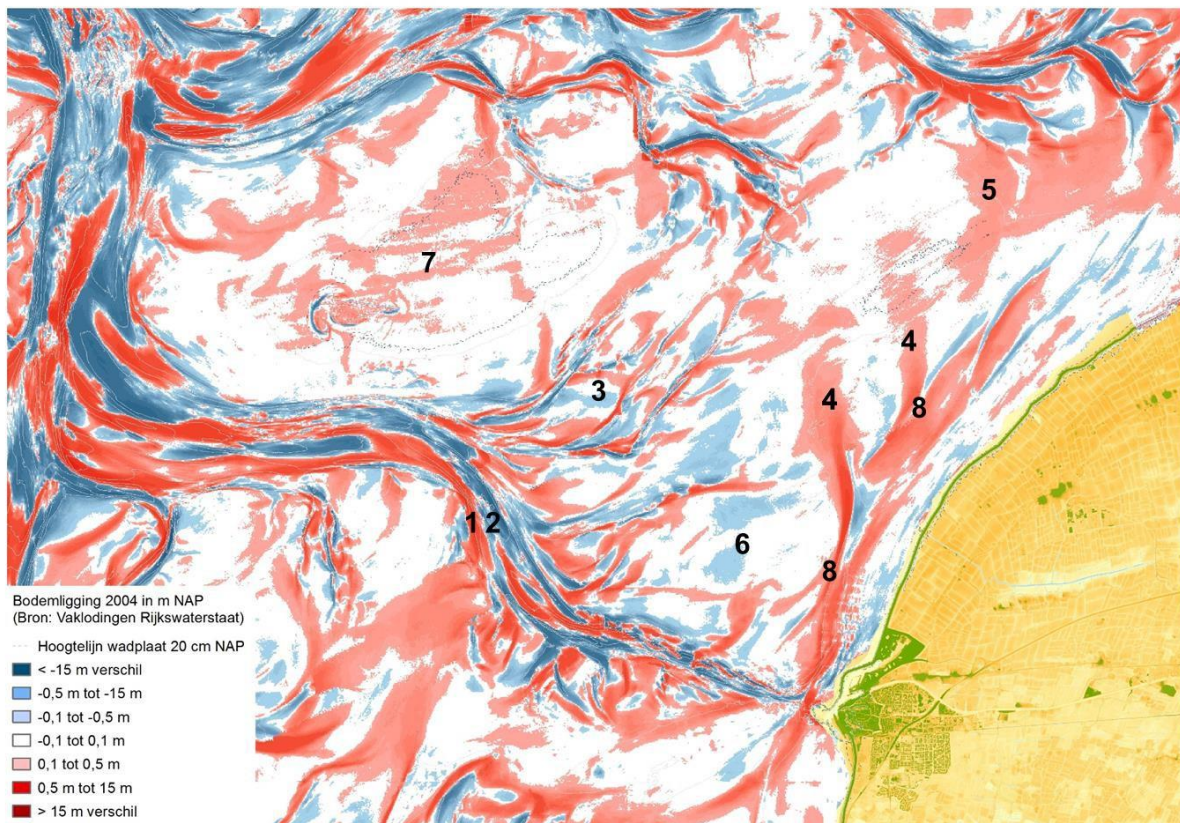 5
7
4
3
4
8
1 2
6
8
Bodemligging 2004 in m NAP
(Bron: Vaklodingen Rijkswaterstaat)
Hoogtelijn wadplaat 20 cm NAP
< -15 m verschil
-0,5 m tot -15 m
-0,1 tot -0,5 m
-0,1 tot 0,1 m
0,1 tot 0,5 m
0,5 m tot 15 m
> 15 m verschil